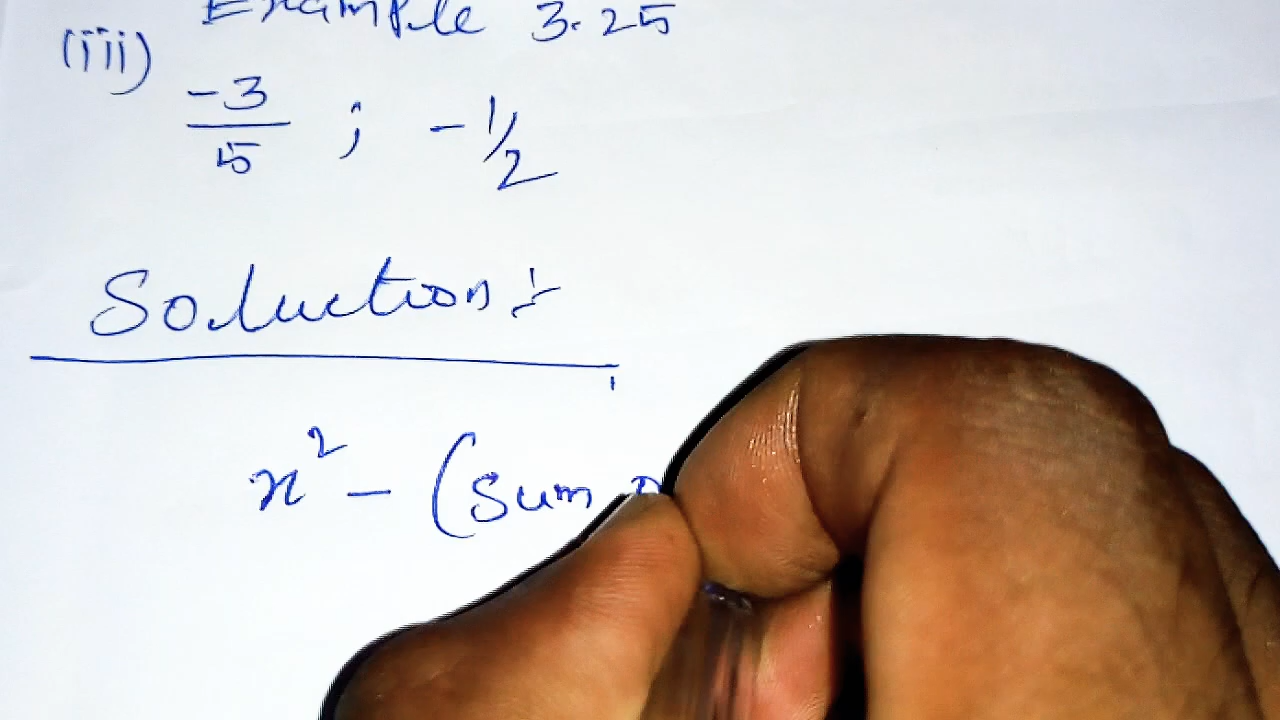 Example 3.25
(iii) -3/5 ; -1/2
Solution :-
x² - (Sum